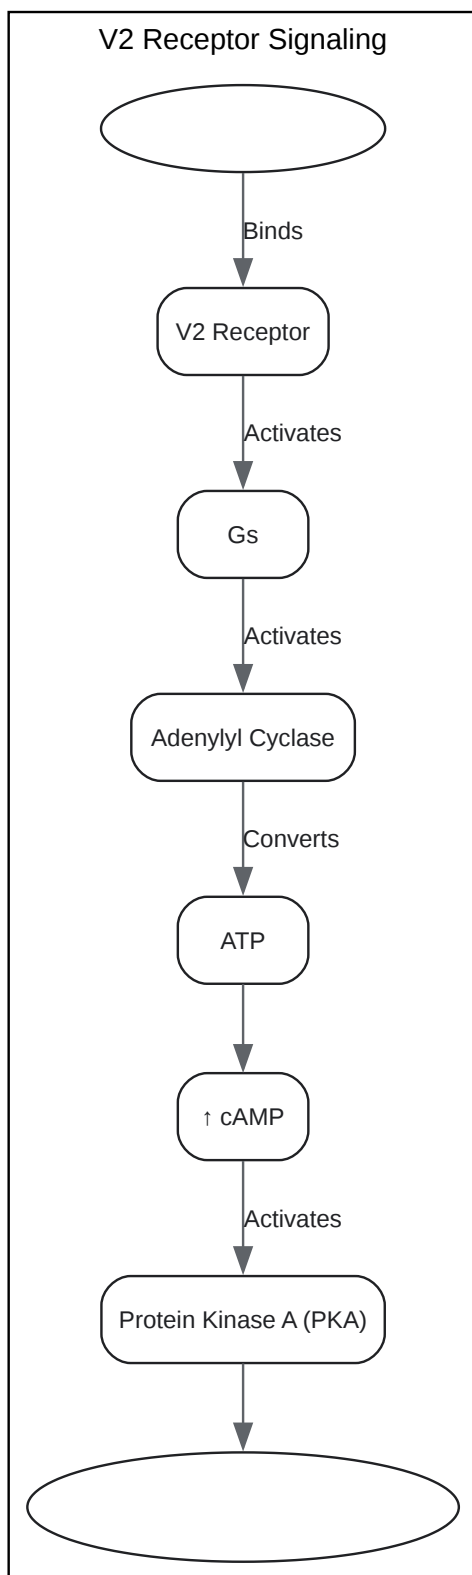 V2 Receptor Signaling
Binds
V2 Receptor
Activates
Gs
Activates
Adenylyl Cyclase
Converts
ATP
↑ cAMP
Activates
Protein Kinase A (PKA)